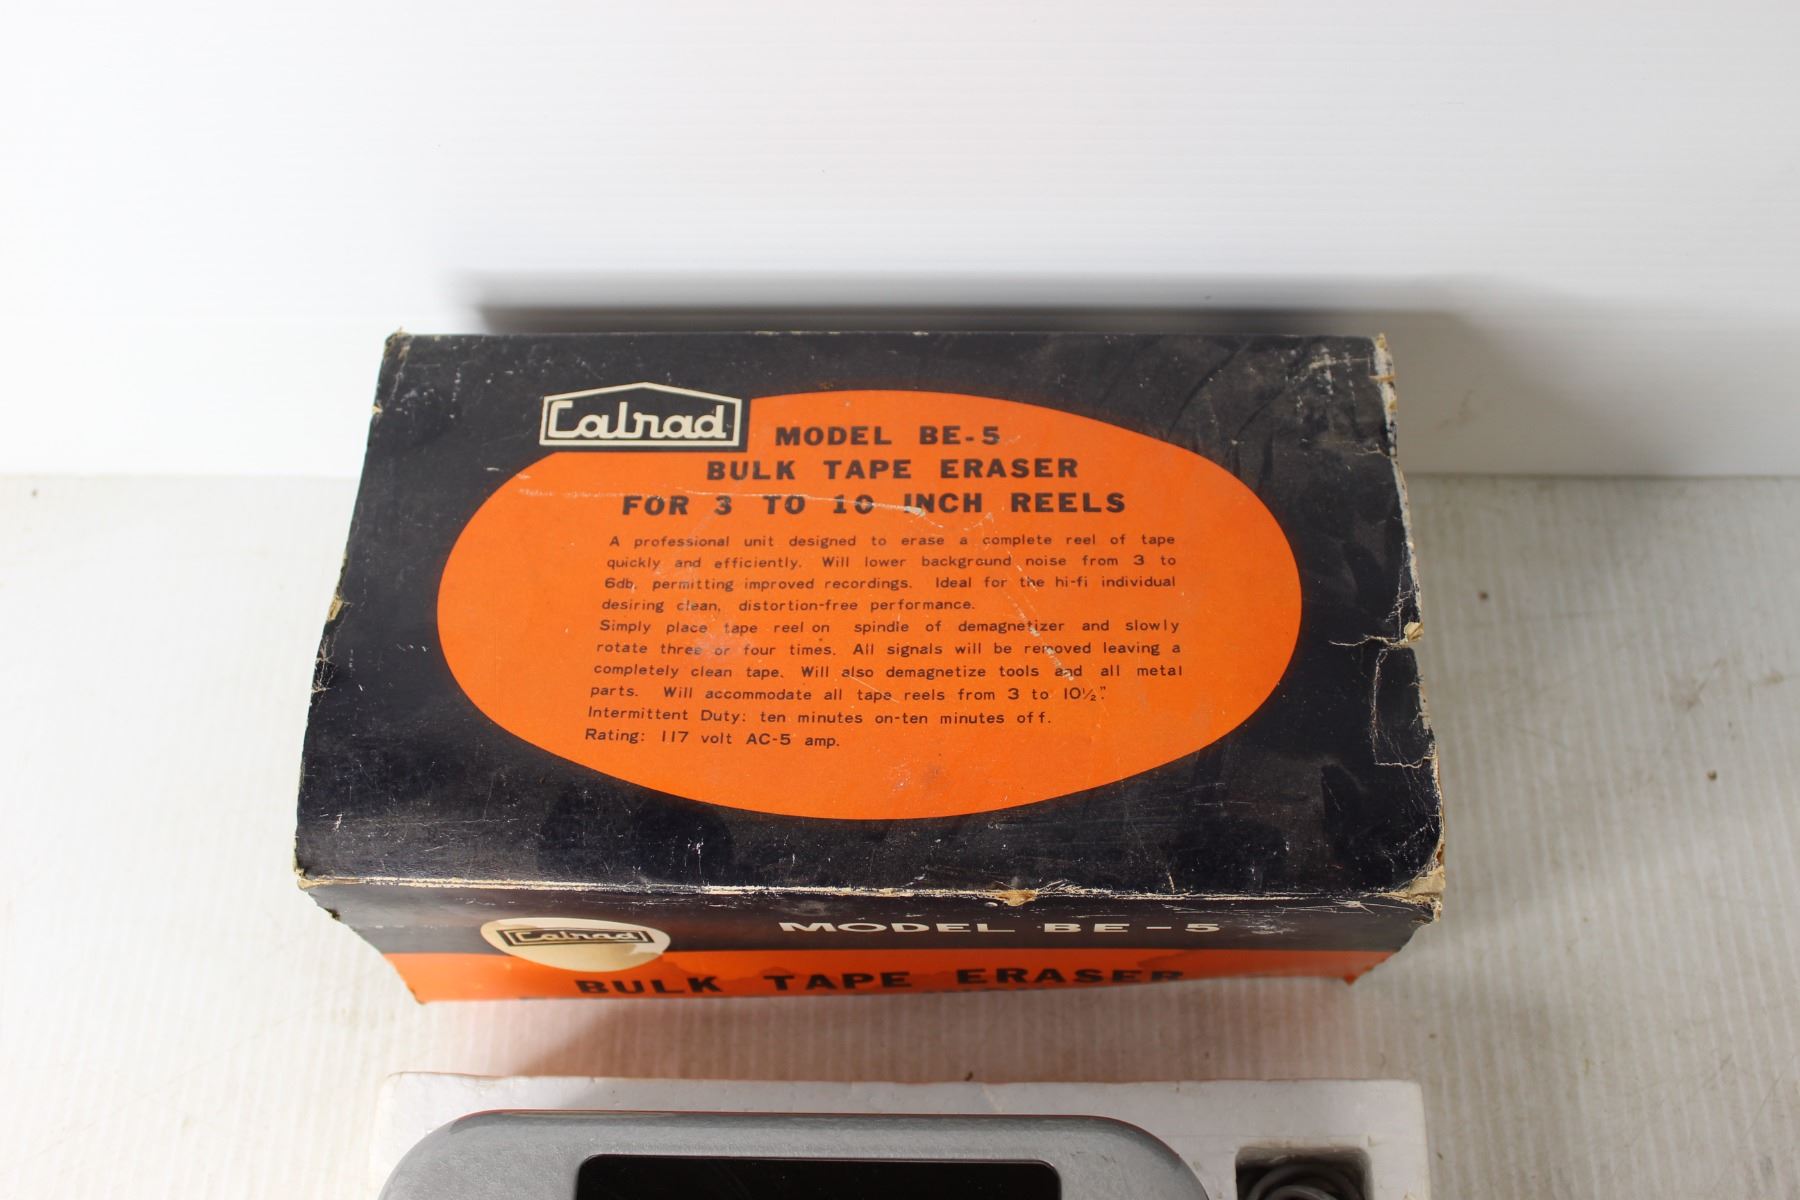 Calrad
MODEL BE-5
BULK TAPE ERASER
FOR 3 TO 10 INCH REELS
A professional unit designed to erase a complete reel of tape
quickly and efficiently. Will lower background noise from 3 to
6db, permitting improved recordings. Ideal for the hi-fi individual
desiring clean, distortion-free performance.
Simply place tape reel on spindle of demagnetizer and slowly
rotate three or four times. All signals will be removed leaving a
completely clean tape. Will also demagnetize tools and all metal
parts. Will accommodate all tape reels from 3 to 10½".
Intermittent Duty: ten minutes on-ten minutes off.
Rating: 117 volt AC-5 amp.
Calrad
MODEL BE-5
BULK TAPE ERASER